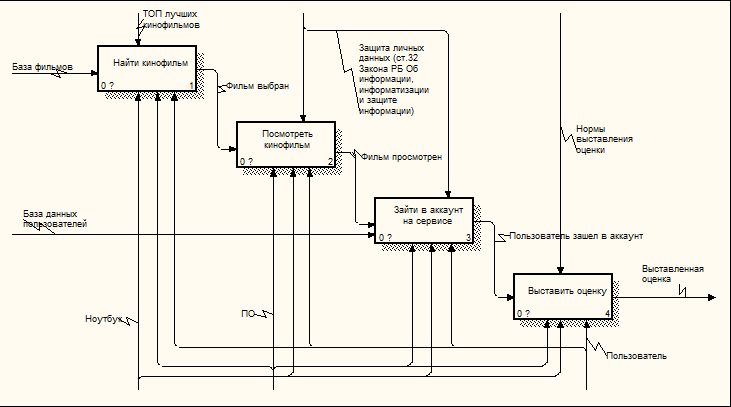 ТОП лучших
кинофильмов
База фильмов
Найти кинофильм
0 ?
1
Фильм выбран
Защита личных
данных (ст.32
Закона РБ Об
информации,
информатизации
и защите
информации)
Посмотреть
кинофильм
0 ?
2
Фильм просмотрен
Нормы
выставления
оценки
База данных
пользователей
Зайти в аккаунт
на сервисе
0 ?
3
Пользователь зашел в аккаунт
Выставить оценку
0 ?
4
Выставленная
оценка
Ноутбук
ПО
Пользователь